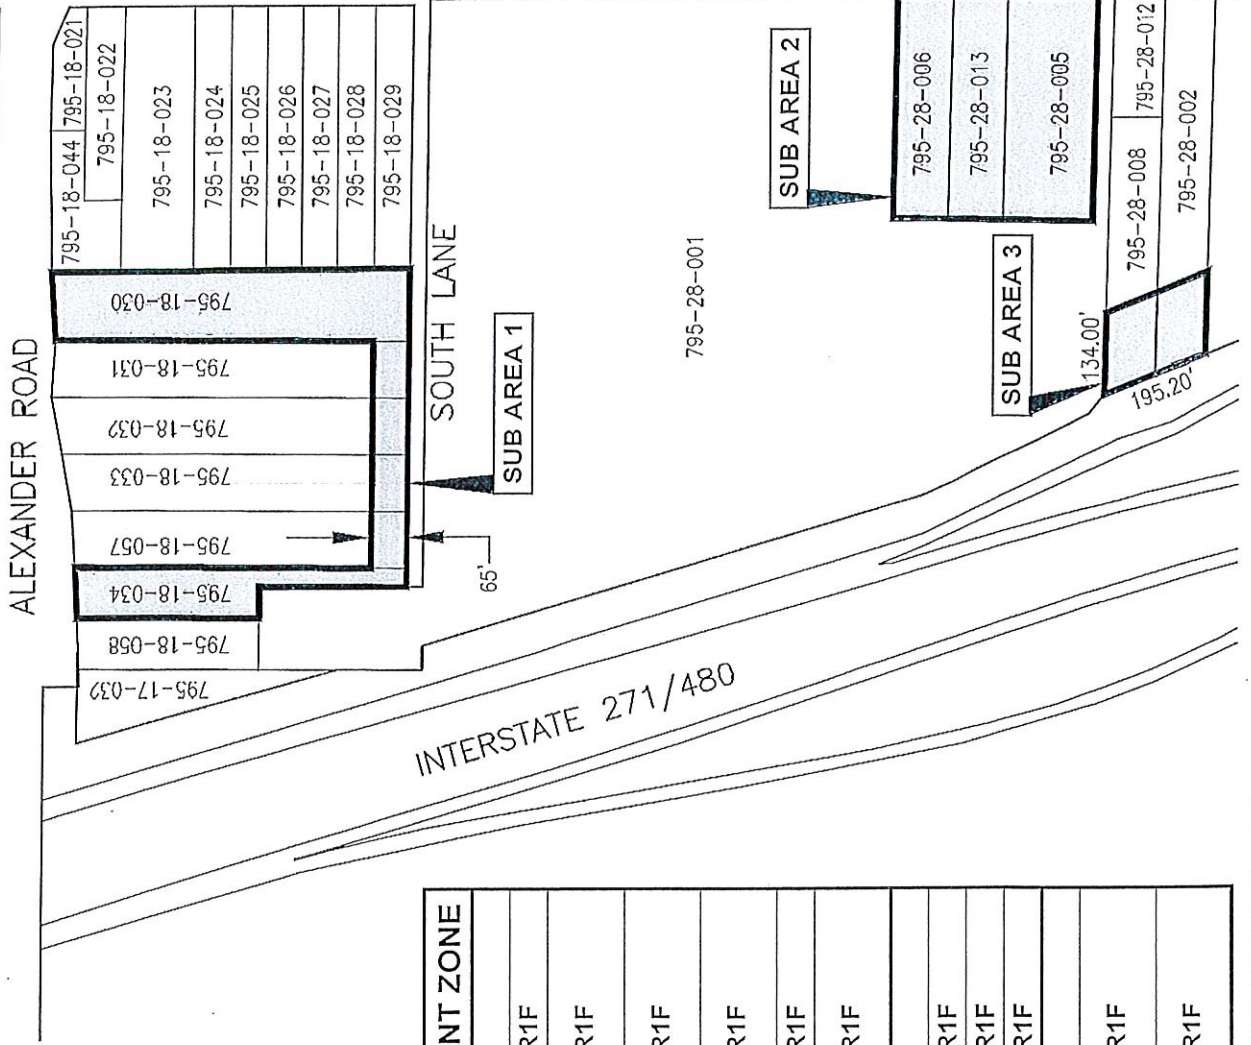 ALEXANDER ROAD
795-18-044
795-18-021
795-18-022
795-18-023
795-18-024
795-18-025
795-18-026
795-18-027
795-18-028
795-18-029
795-18-030
795-18-031
795-18-032
795-18-033
795-18-057
795-18-034
795-18-058
795-17-032
SOUTH LANE
SUB AREA 1
65'
INTERSTATE 271/480
795-28-001
SUB AREA 2
795-28-006
795-28-013
795-28-005
SUB AREA 3
134.00'
195.20'
795-28-008
795-28-012
795-28-002
NT ZONE
R1F
R1F
R1F
R1F
R1F
R1F
R1F
R1F
R1F
R1F
R1F